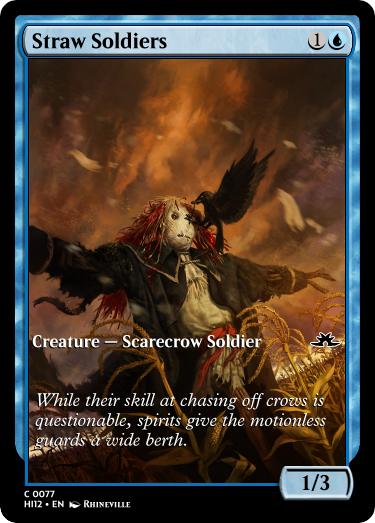 Straw Soldiers 1
Creature — Scarecrow Soldier
While their skill at chasing off crows is
questionable, spirits give the motionless
guards a wide berth.
1/3
C 0077
HI12 • EN RHINEVILLE